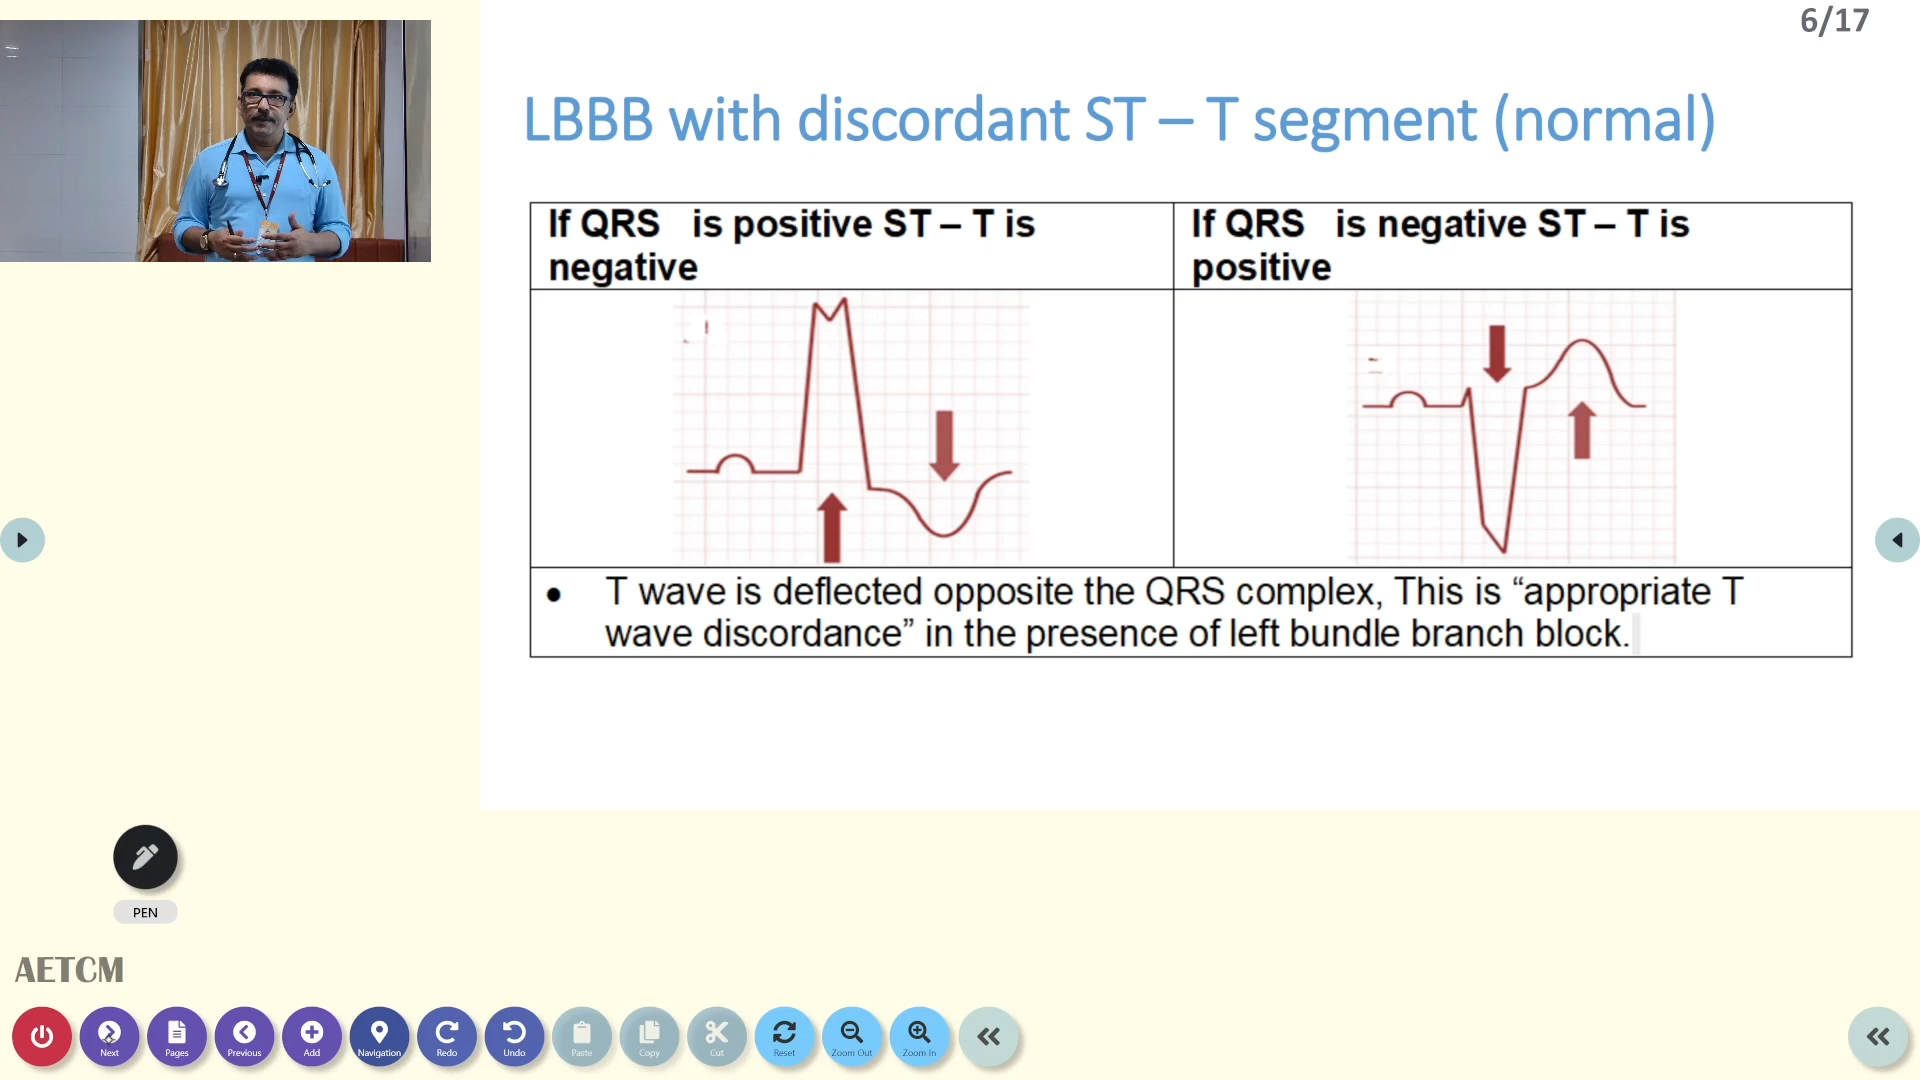 6/17
LBBB with discordant ST – T segment (normal)
If QRS is positive ST – T is
negative
If QRS is negative ST – T is
positive
• T wave is deflected opposite the QRS complex, This is “appropriate T
wave discordance” in the presence of left bundle branch block.
PEN
AETCM
Next
Pages
Previous
Add
Navigation
Redo
Undo
Paste
Copy
Cut
Reset
Zoom Out
Zoom In